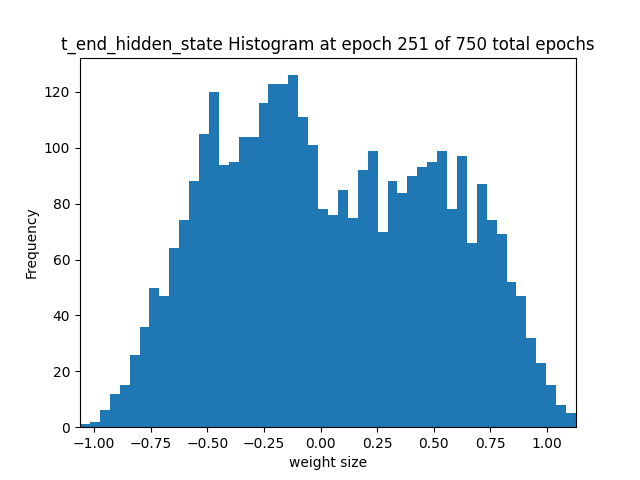 t_end_hidden_state Histogram at epoch 251 of 750 total epochs
120
100
80
60
40
20
0
Frequency
−1.00 −0.75 −0.50 −0.25 0.00 0.25 0.50 0.75 1.00
weight size